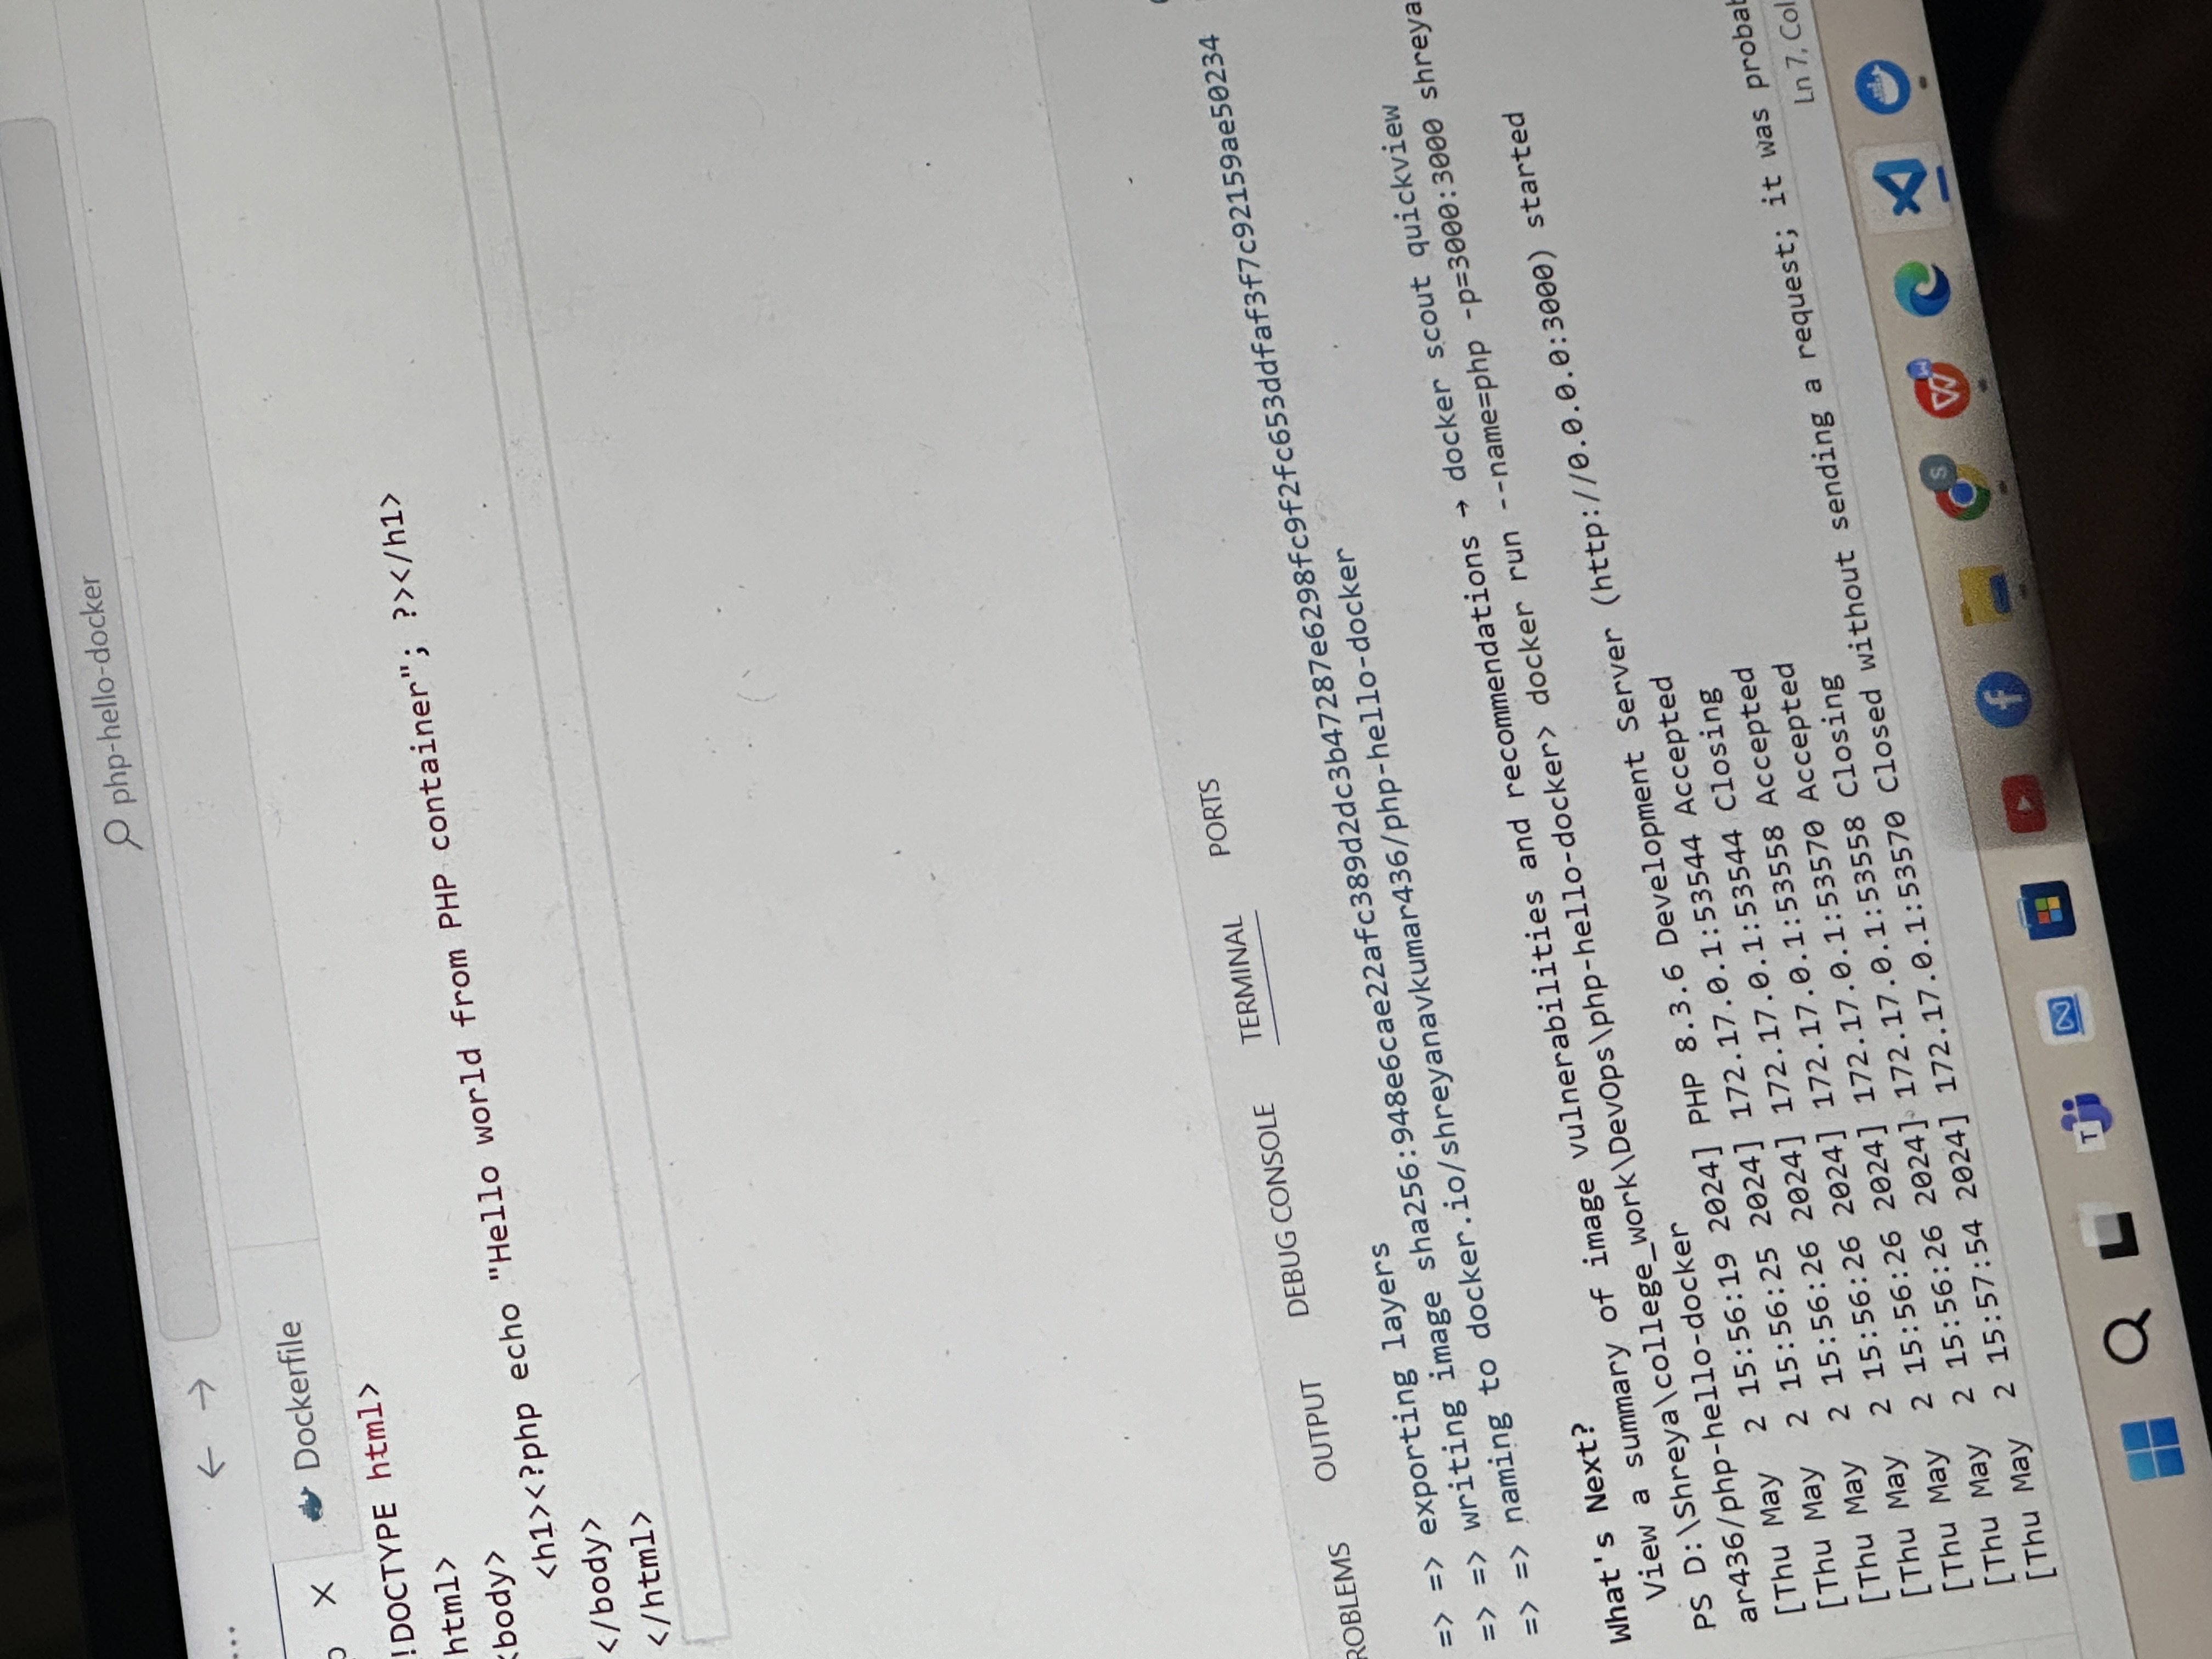 php-hello-docker
Dockerfile
!DOCTYPE html>
html>
<body>
<h1><?php echo "Hello world from PHP container"; ?></h1>
</body>
</html>
ROBLEMS OUTPUT DEBUG CONSOLE TERMINAL PORTS
=> => exporting layers
=> => writing image sha256:948e6cae22afc389d2dc3b47287e6298fc9f2fc653ddfaf3f7c92159ae50234
=> => naming to docker.io/shreyanavkumar436/php-hello-docker
What's Next?
View a summary of image vulnerabilities and recommendations → docker scout quickview
PS D:\Shreya\college_work\DevOps\php-hello-docker> docker run --name=php -p=3000:3000 shreya
ar436/php-hello-docker
[Thu May 2 15:56:19 2024] PHP 8.3.6 Development Server (http://0.0.0.0:3000) started
[Thu May 2 15:56:25 2024] 172.17.0.1:53544 Accepted
[Thu May 2 15:56:26 2024] 172.17.0.1:53544 Closing
[Thu May 2 15:56:26 2024] 172.17.0.1:53558 Accepted
[Thu May 2 15:56:26 2024] 172.17.0.1:53570 Accepted
[Thu May 2 15:56:26 2024] 172.17.0.1:53558 Closing
[Thu May 2 15:57:54 2024] 172.17.0.1:53570 Closed without sending a request; it was probab
Ln 7, Col